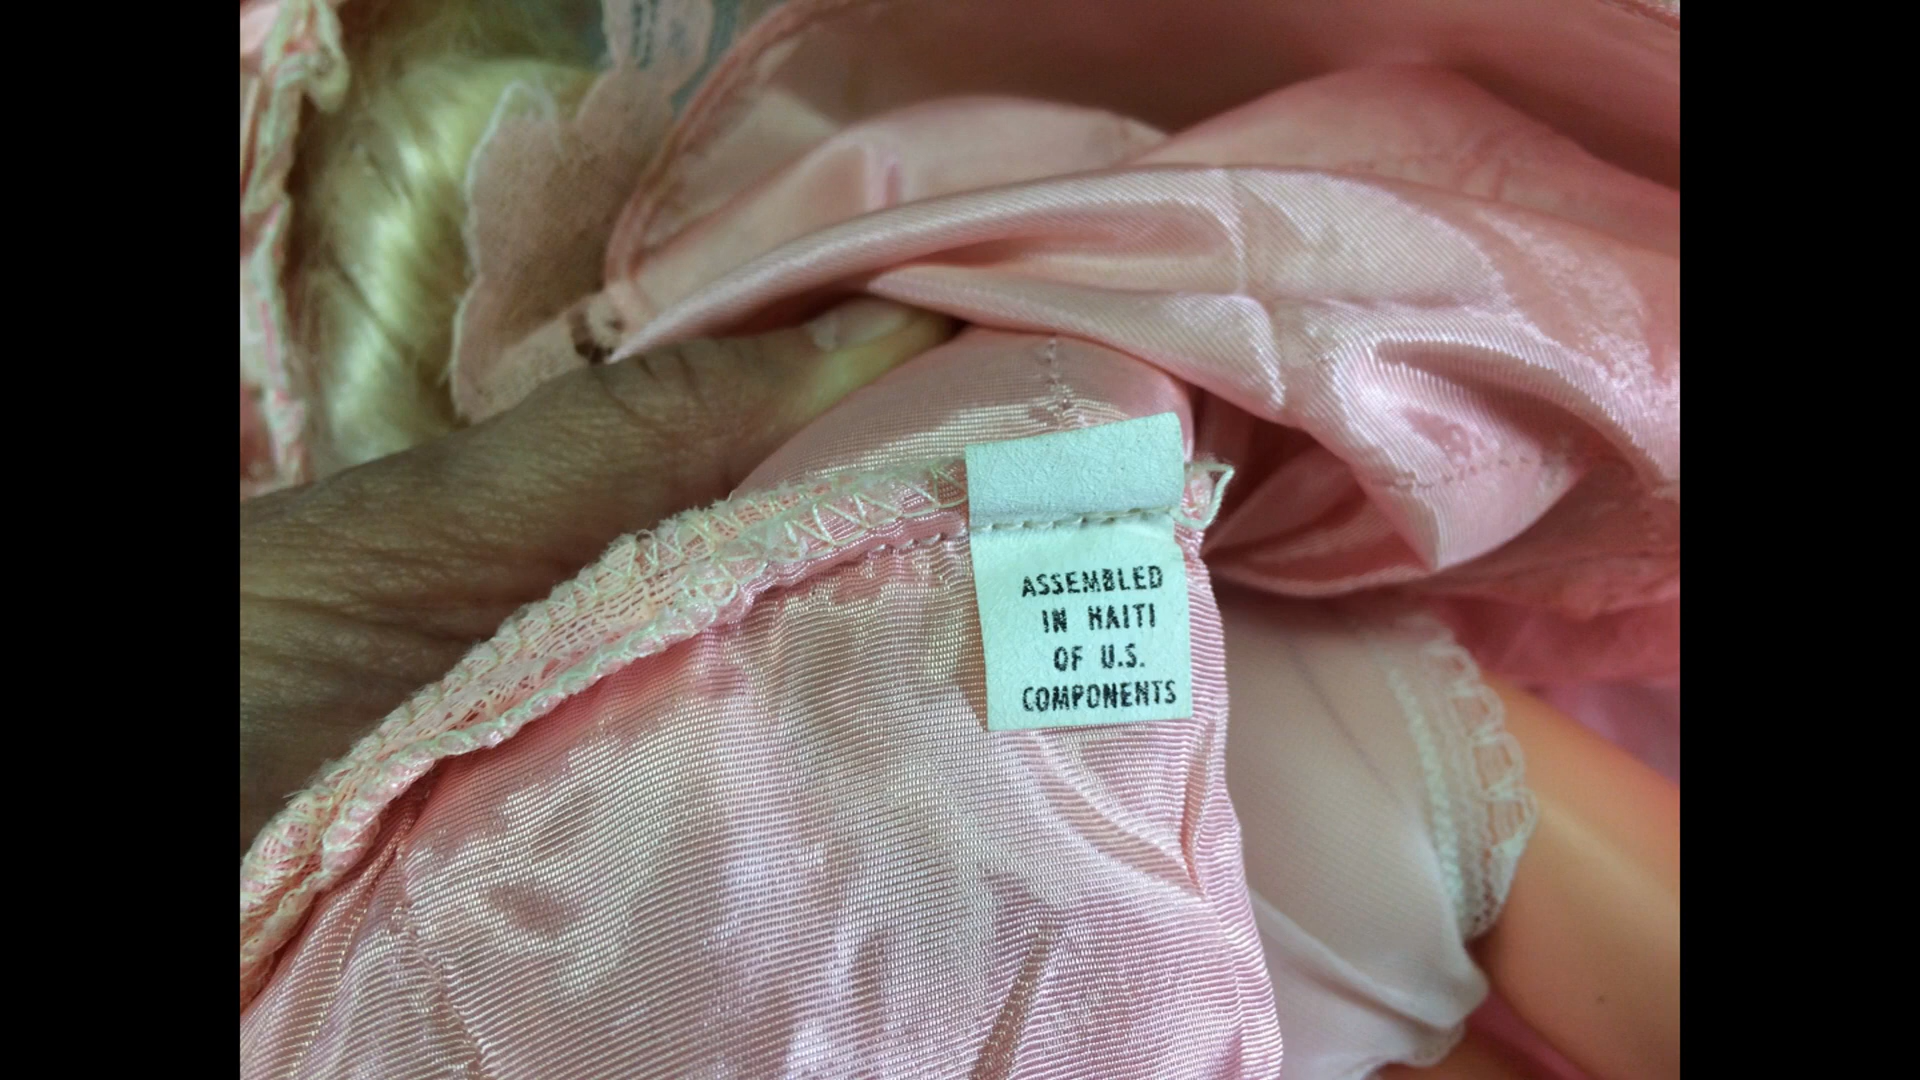 ASSEMBLED
IN HAITI
OF U.S.
COMPONENTS